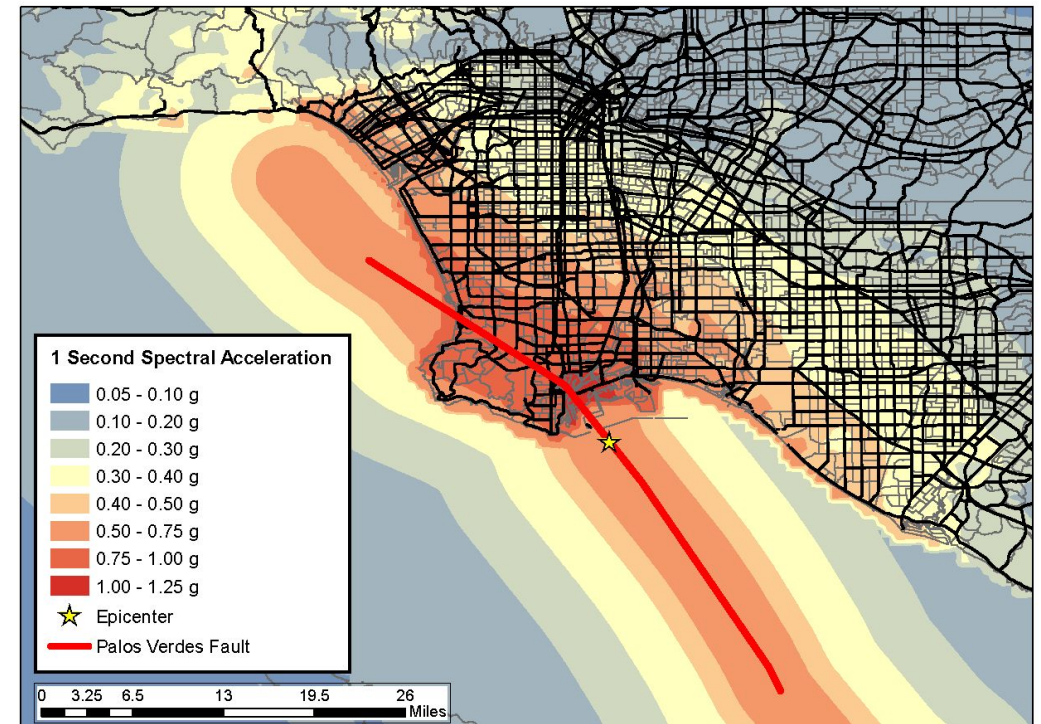 1 Second Spectral Acceleration
0.05 - 0.10 g
0.10 - 0.20 g
0.20 - 0.30 g
0.30 - 0.40 g
0.40 - 0.50 g
0.50 - 0.75 g
0.75 - 1.00 g
1.00 - 1.25 g
Epicenter
Palos Verdes Fault
0 3.25 6.5 13 19.5 26
Miles